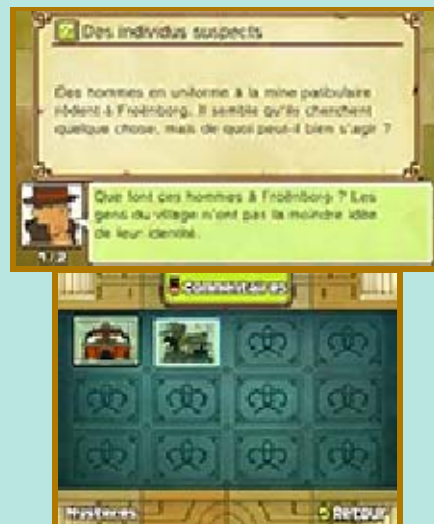 Des individus suspects
Des hommes en uniforme à la mine patibulaire
rôdent à Froënborg. Il semble qu'ils cherchent
quelque chose, mais de quoi peut-il bien s'agir ?
Que font ces hommes à Froënborg ? Les
gens du village n'ont pas la moindre idée
de leur identité.
1/2
Commentaires
Mystères
Retour